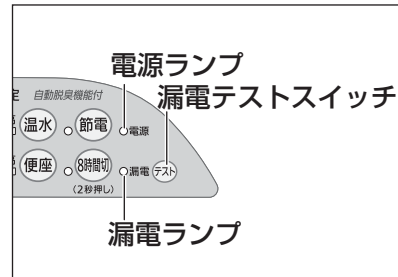 電源ランプ
漏電テストスイッチ
定 自動脱臭機能付
温水 節電 電源
便座 8時間切 漏電 テスト
(2秒押し)
漏電ランプ